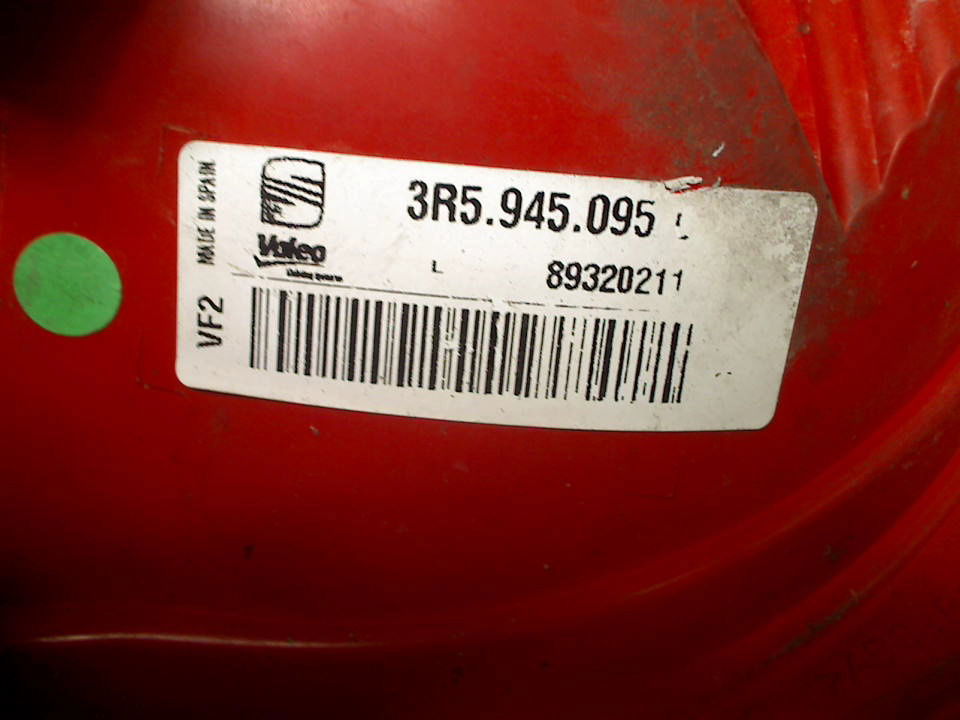 MADE IN SPAIN
3R5.945.095
Valeo
L
89320211
VF2